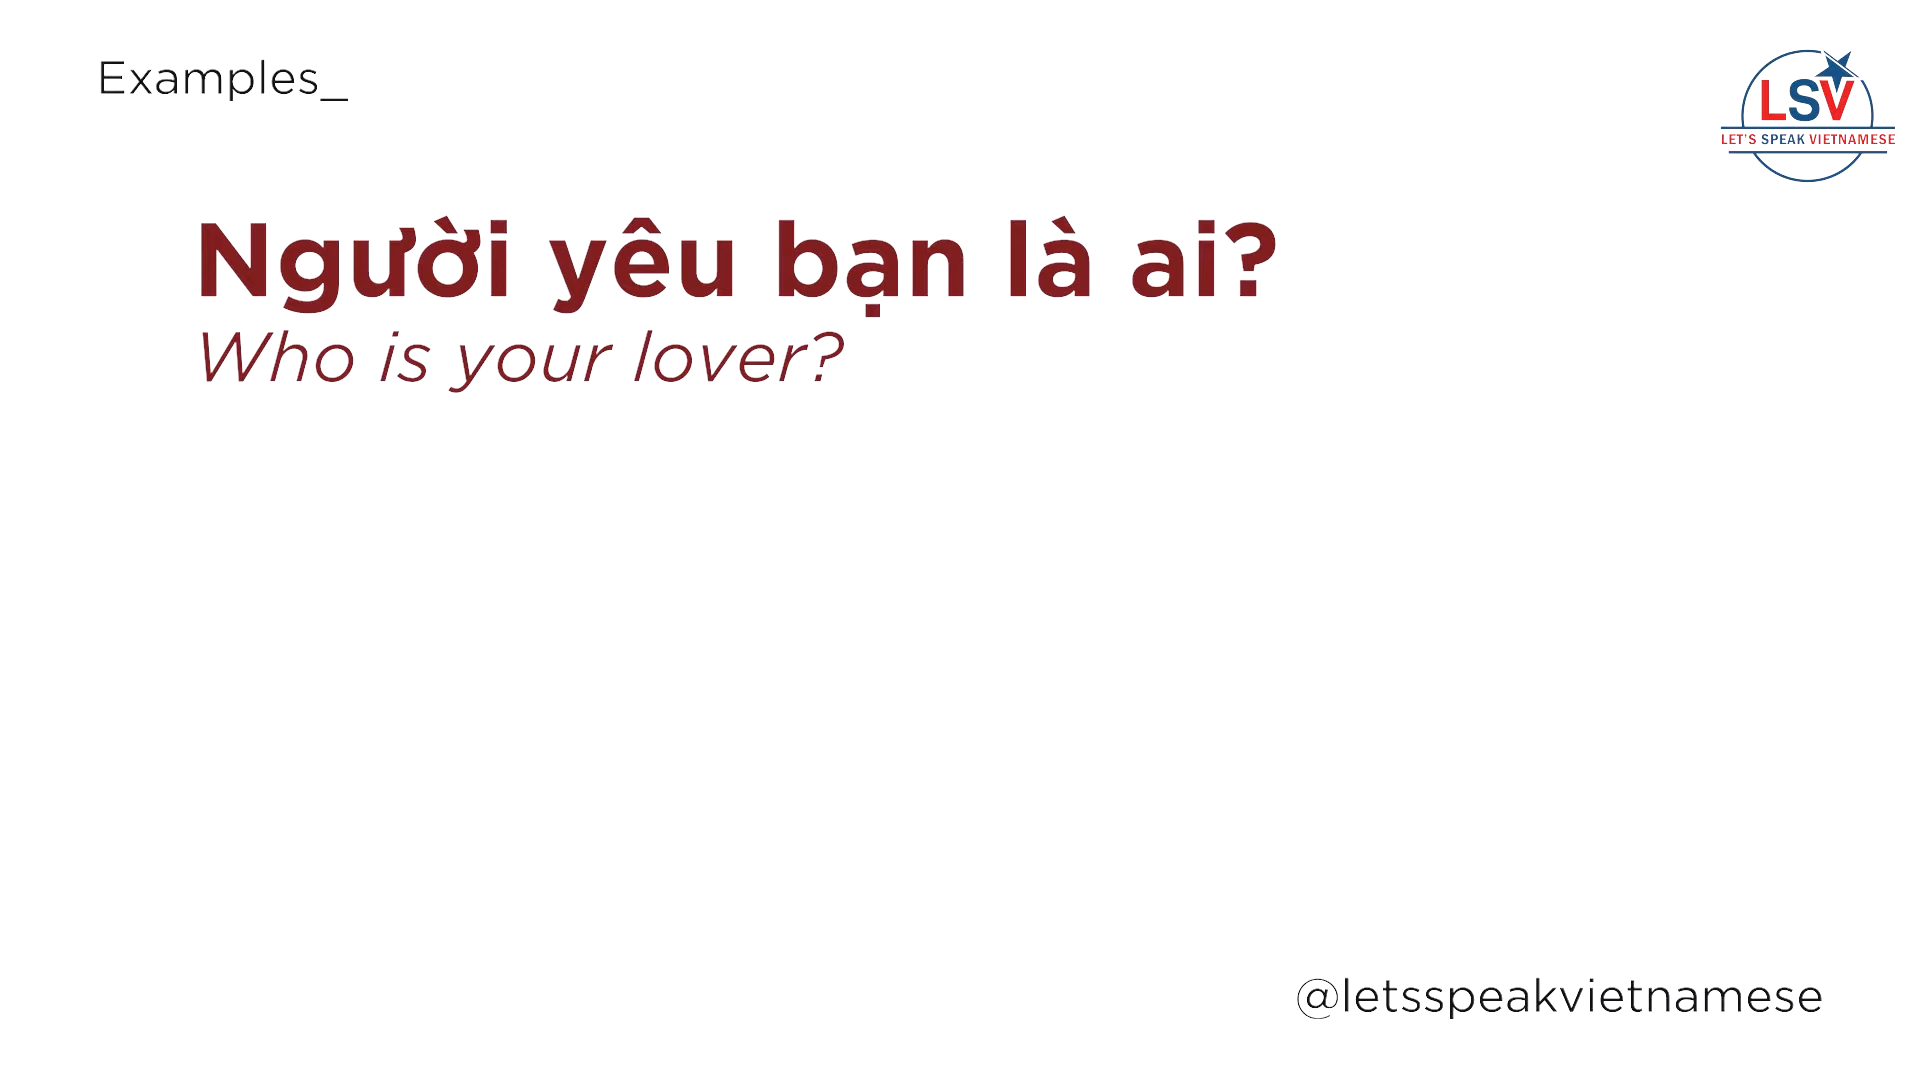 Examples_
LSV
LET'S SPEAK VIETNAMESE
Người yêu bạn là ai?
Who is your lover?
@letsspeakvietnamese